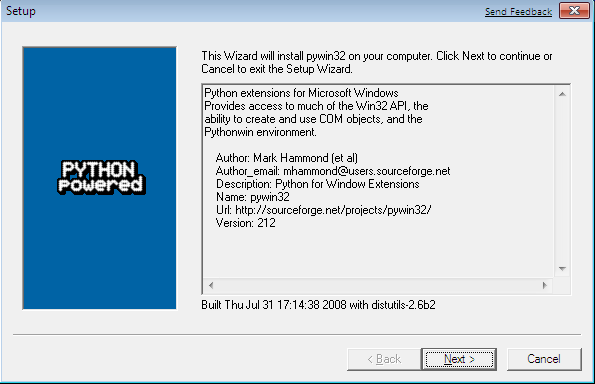 Setup
Send Feedback
This Wizard will install pywin32 on your computer. Click Next to continue or
Cancel to exit the Setup Wizard.
Python extensions for Microsoft Windows
Provides access to much of the Win32 API, the
ability to create and use COM objects, and the
Pythonwin environment.
Author: Mark Hammond (et al)
Author_email: mhammond@users.sourceforge.net
Description: Python for Window Extensions
Name: pywin32
Url: http://sourceforge.net/projects/pywin32/
Version: 212
PYTHON
powered
Built Thu Jul 31 17:14:38 2008 with distutils-2.6b2
< Back
Next >
Cancel